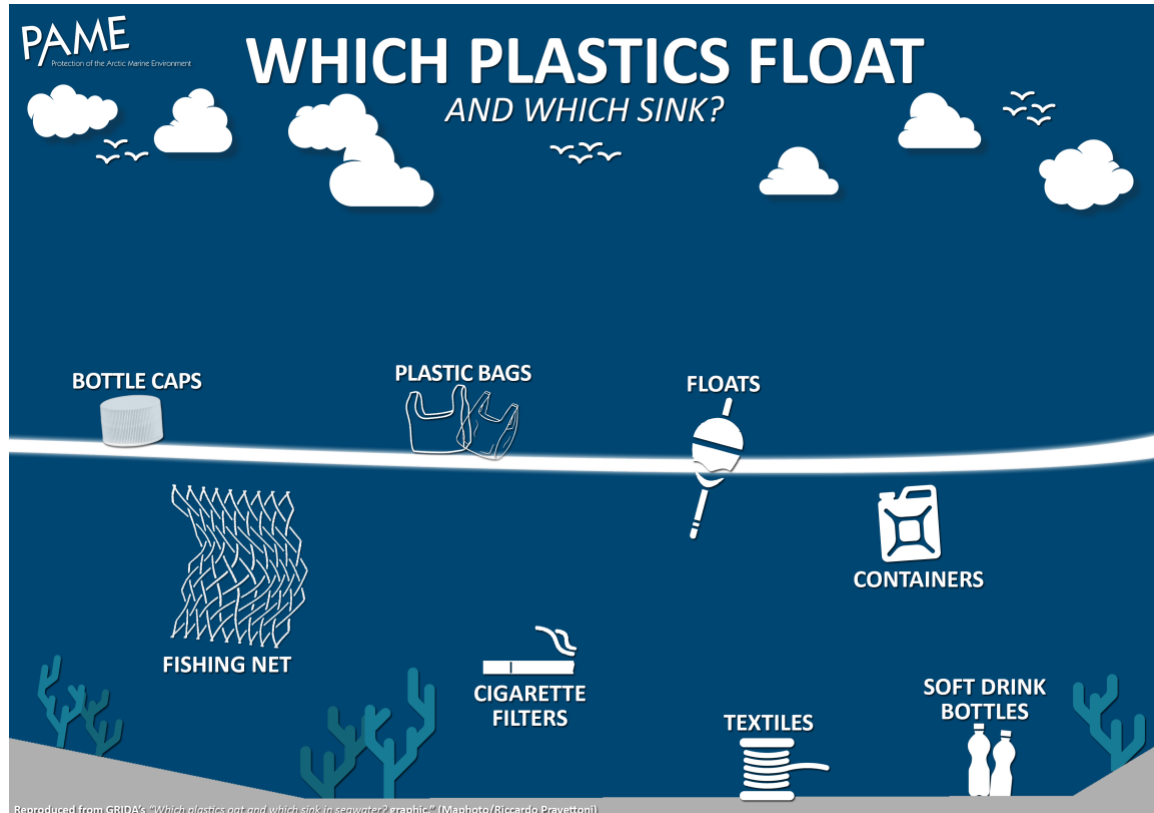 PAME
Protection of the Arctic Marine Environment
WHICH PLASTICS FLOAT
AND WHICH SINK?
BOTTLE CAPS
PLASTIC BAGS
FLOATS
CONTAINERS
FISHING NET
CIGARETTE
FILTERS
TEXTILES
SOFT DRINK
BOTTLES
Reproduced from GRIDA's "Which plastics oat and which sink in seawater? graphic" (Maphoto/Riccardo Pravettoni)